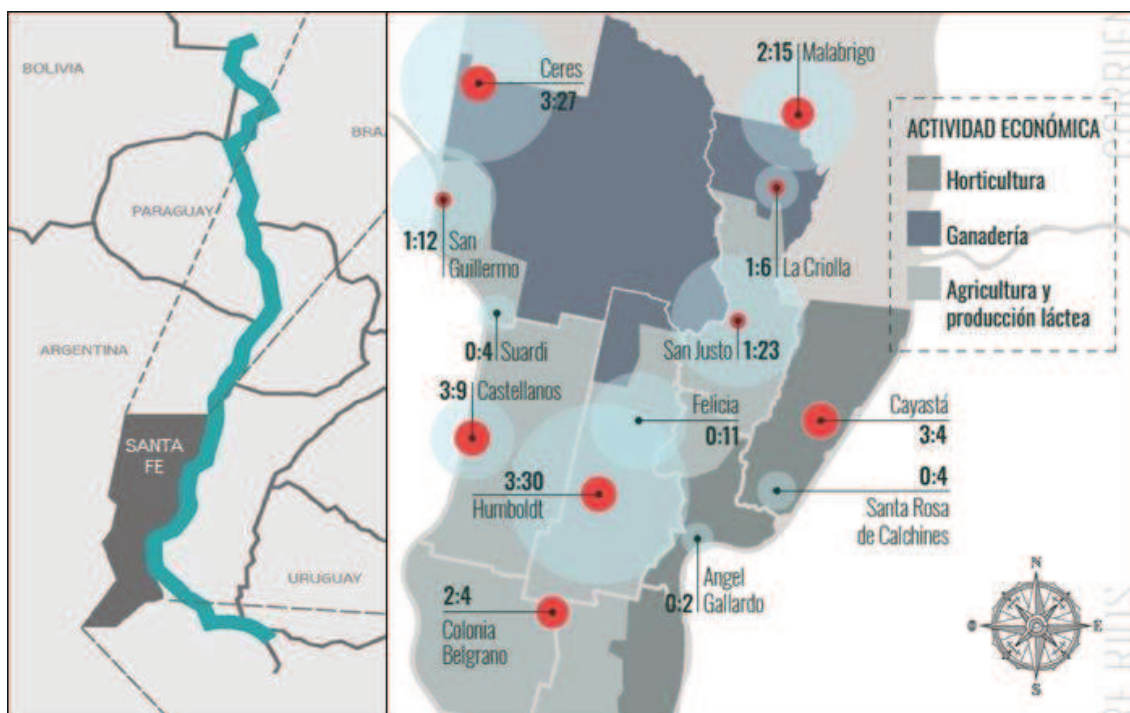 BOLIVIA
BRA
PARAGUAY
ARGENTINA
SANTA
FE
URUGUAY
Ceres
3:27
2:15 Malabrigo
CORRIEN
ACTIVIDAD ECONÓMICA
Horticultura
Ganadería
Agricultura y
producción láctea
1:12 San
Guillermo
1:6 La Criolla
0:4 Suardi
San Justo 1:23
3:9 Castellanos
Felicia
0:11
Cayastá
3:4
3:30
Humboldt
0:4
Santa Rosa
de Calchines
Angel
0:2 Gallardo
2:4
Colonia
Belgrano
N
E
S
RE RIOS